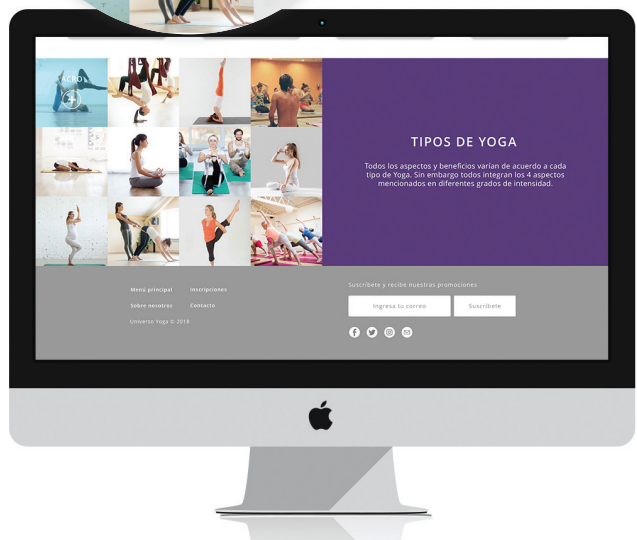 ACRO
TIPOS DE YOGA
Todos los aspectos y beneficios varían de acuerdo a cada
tipo de Yoga. Sin embargo todos integran los 4 aspectos
mencionados en diferentes grados de intensidad.
Menú principal
Inscripciones
Sobre nosotros
Contacto
Universo Yoga © 2018
Suscríbete y recibe nuestras promociones
Ingresa tu correo
Suscríbete